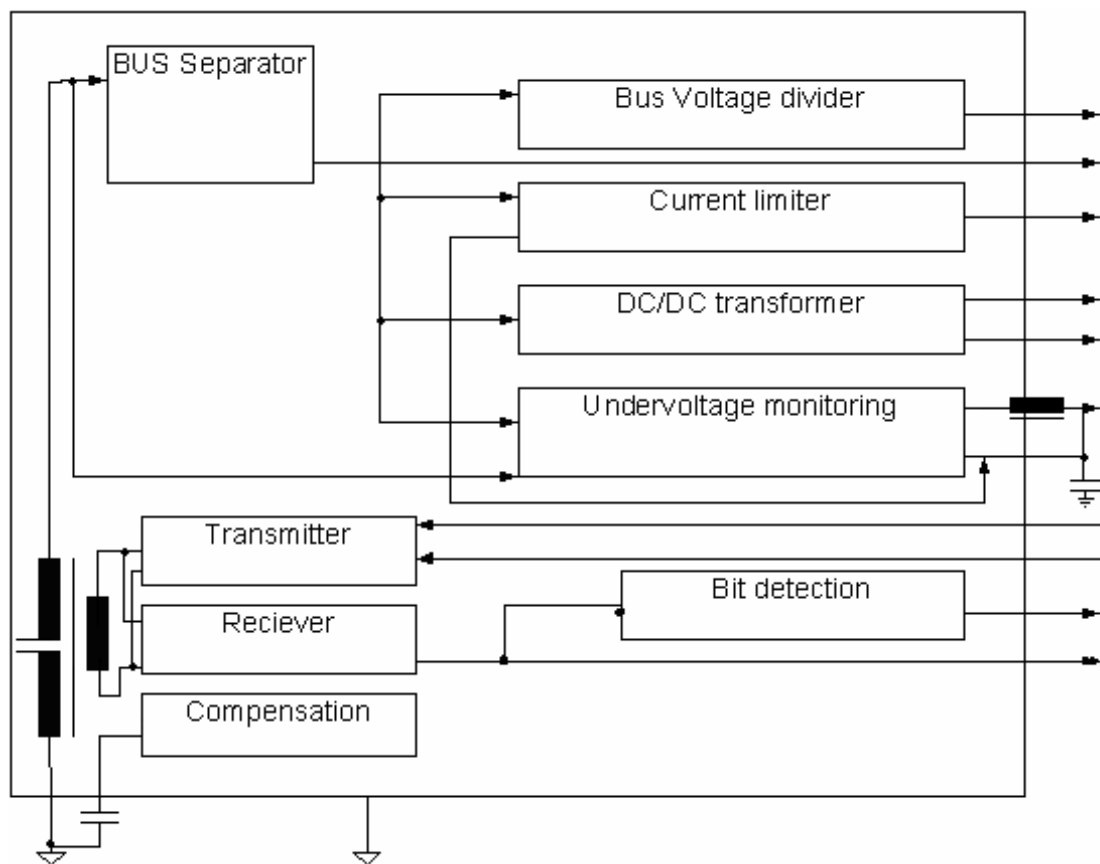 BUS Separator
Bus Voltage divider
Current limiter
DC/DC transformer
Undervoltage monitoring
Transmitter
Bit detection
Reciever
Compensation